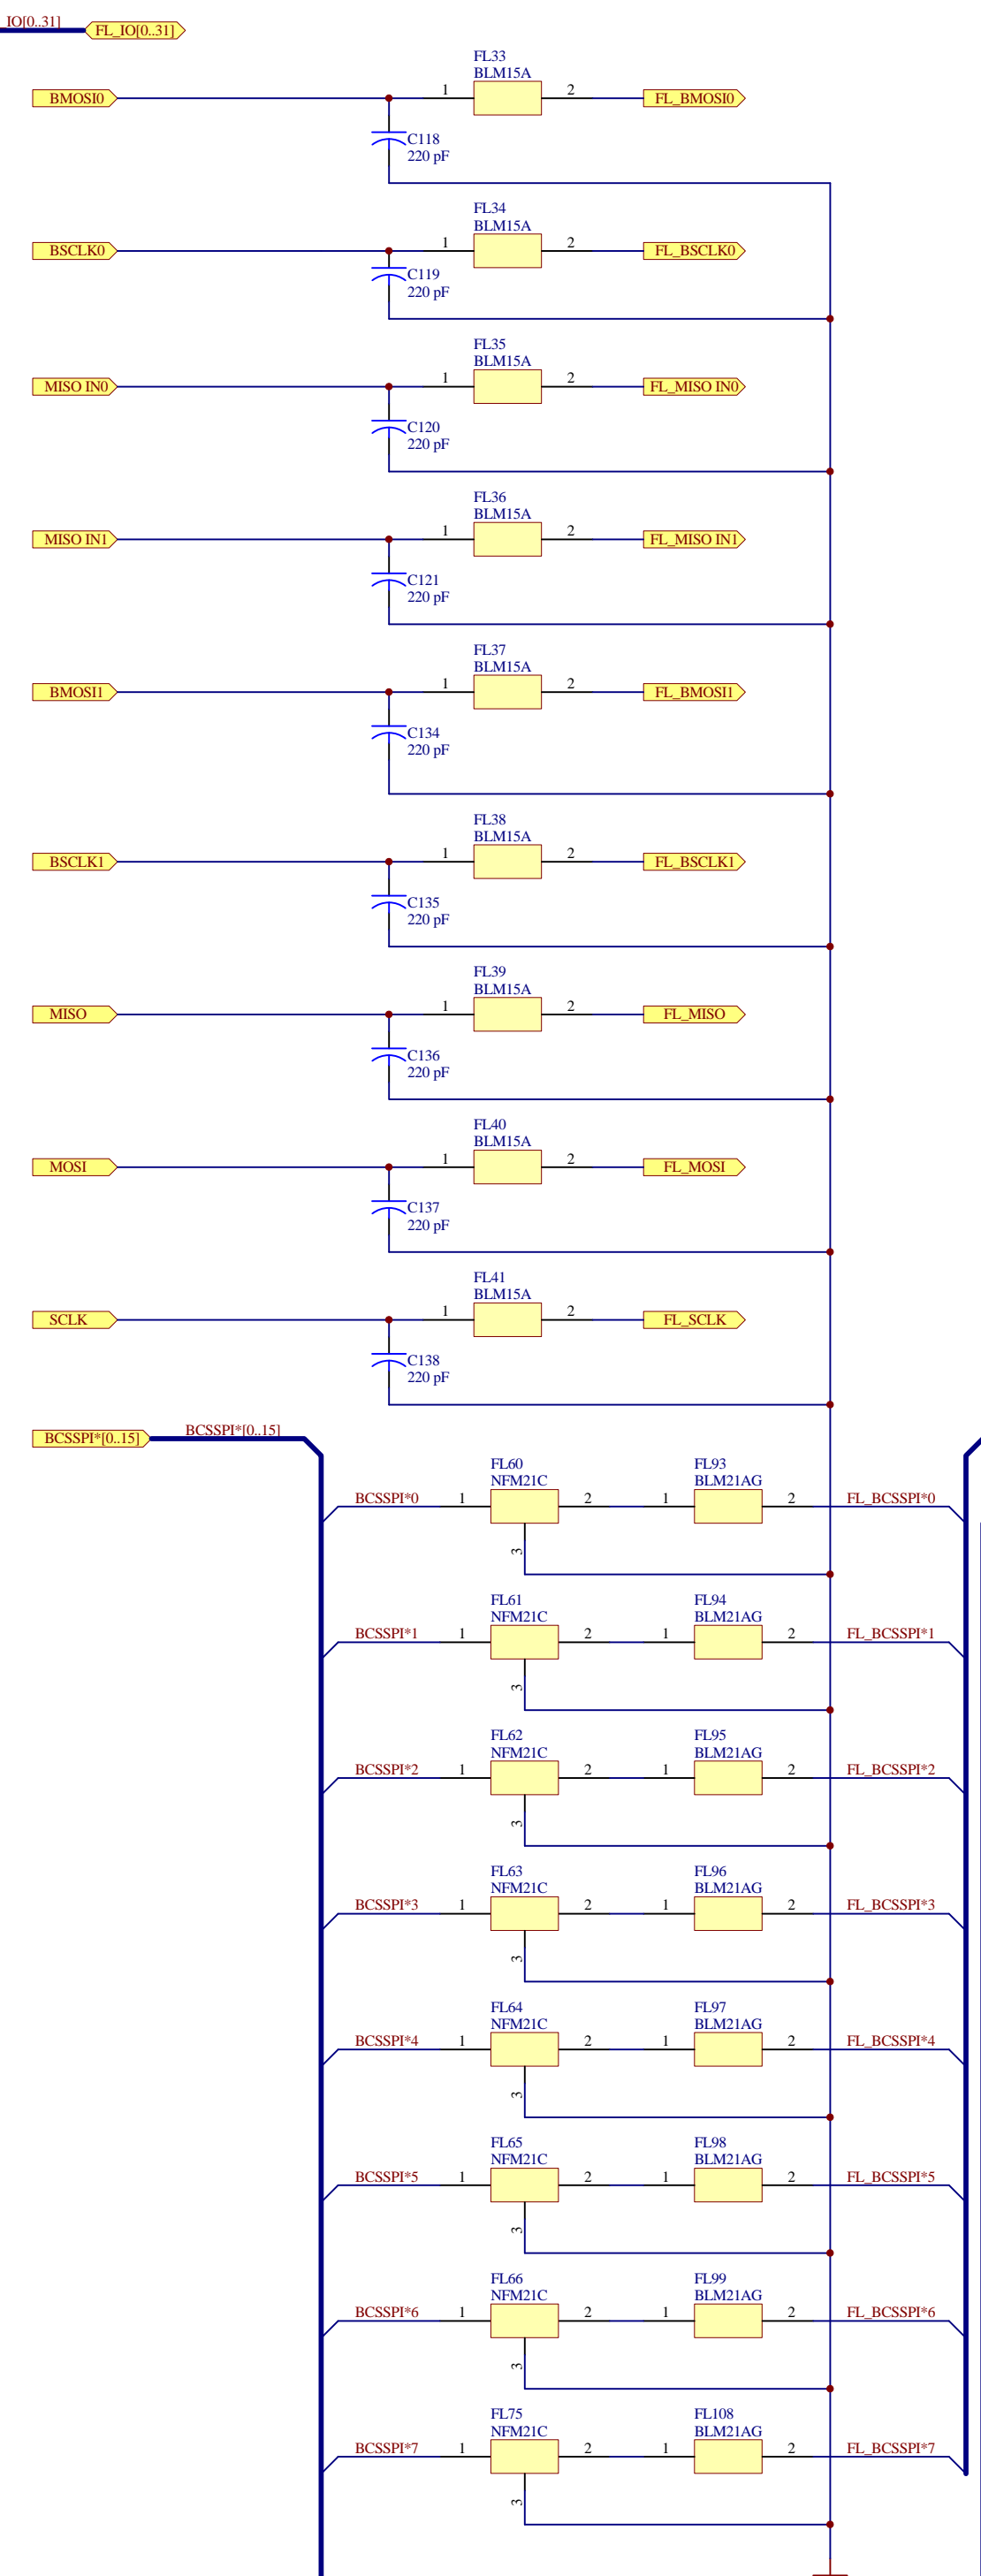 IO[0..31]
FL_IO[0..31]
FL33
BLM15A
BMOSI0
1
2
FL_BMOSI0
C118
220 pF
FL34
BLM15A
BSCLK0
1
2
FL_BSCLK0
C119
220 pF
FL35
BLM15A
MISO IN0
1
2
FL_MISO IN0
C120
220 pF
FL36
BLM15A
MISO IN1
1
2
FL_MISO IN1
C121
220 pF
FL37
BLM15A
BMOSI1
1
2
FL_BMOSI1
C134
220 pF
FL38
BLM15A
BSCLK1
1
2
FL_BSCLK1
C135
220 pF
FL39
BLM15A
MISO
1
2
FL_MISO
C136
220 pF
FL40
BLM15A
MOSI
1
2
FL_MOSI
C137
220 pF
FL41
BLM15A
SCLK
1
2
FL_SCLK
C138
220 pF
BCSSPI*[0..15]
BCSSPI*[0..15]
FL60
NFM21C
FL93
BLM21AG
BCSSPI*0
1
2
1
2
FL_BCSSPI*0
3
FL61
NFM21C
FL94
BLM21AG
BCSSPI*1
1
2
1
2
FL_BCSSPI*1
3
FL62
NFM21C
FL95
BLM21AG
BCSSPI*2
1
2
1
2
FL_BCSSPI*2
3
FL63
NFM21C
FL96
BLM21AG
BCSSPI*3
1
2
1
2
FL_BCSSPI*3
3
FL64
NFM21C
FL97
BLM21AG
BCSSPI*4
1
2
1
2
FL_BCSSPI*4
3
FL65
NFM21C
FL98
BLM21AG
BCSSPI*5
1
2
1
2
FL_BCSSPI*5
3
FL66
NFM21C
FL99
BLM21AG
BCSSPI*6
1
2
1
2
FL_BCSSPI*6
3
FL75
NFM21C
FL108
BLM21AG
BCSSPI*7
1
2
1
2
FL_BCSSPI*7
3